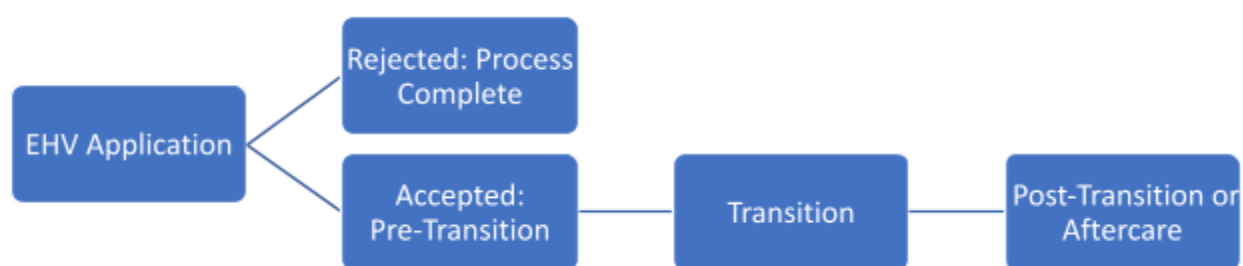 EHV Application
Rejected: Process
Complete
Accepted:
Pre-Transition
Transition
Post-Transition or
Aftercare